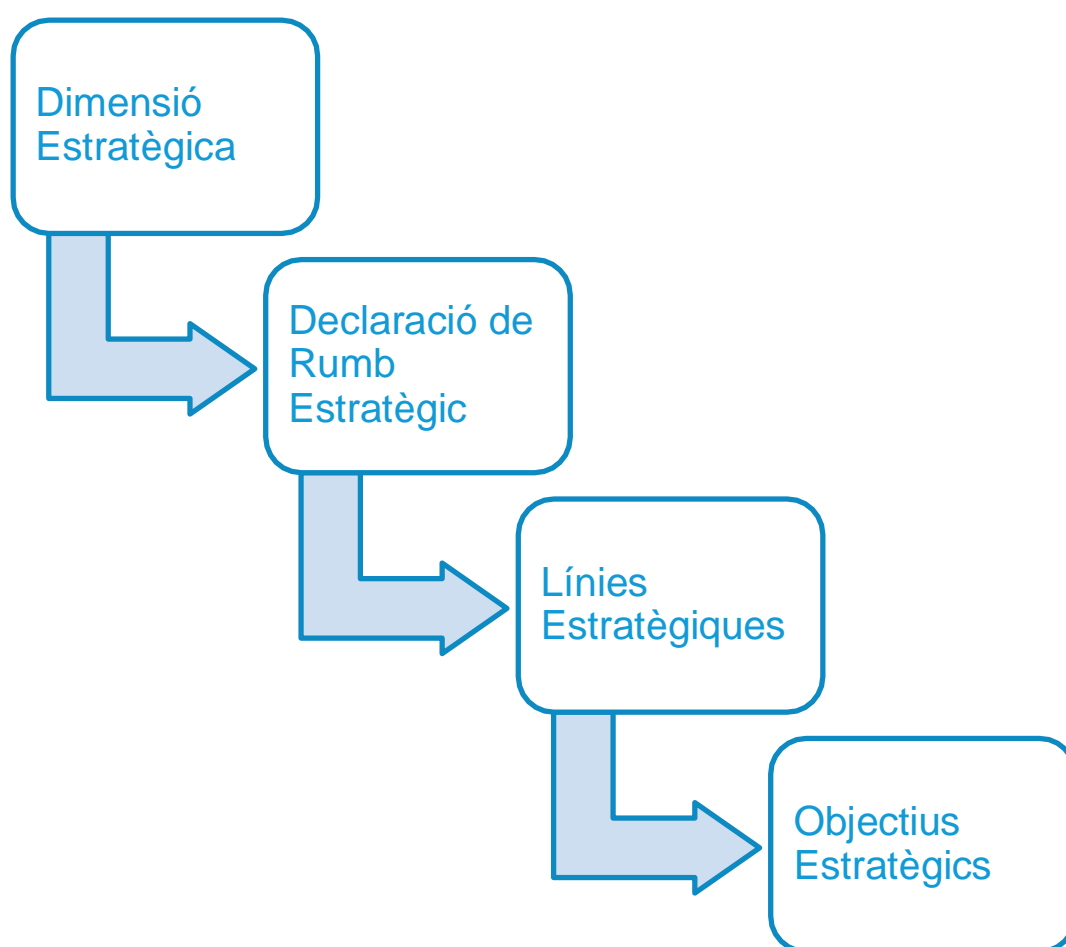 Dimensió
Estratègica
Declaració de
Rumb
Estratègic
Línies
Estratègiques
Objectius
Estratègics